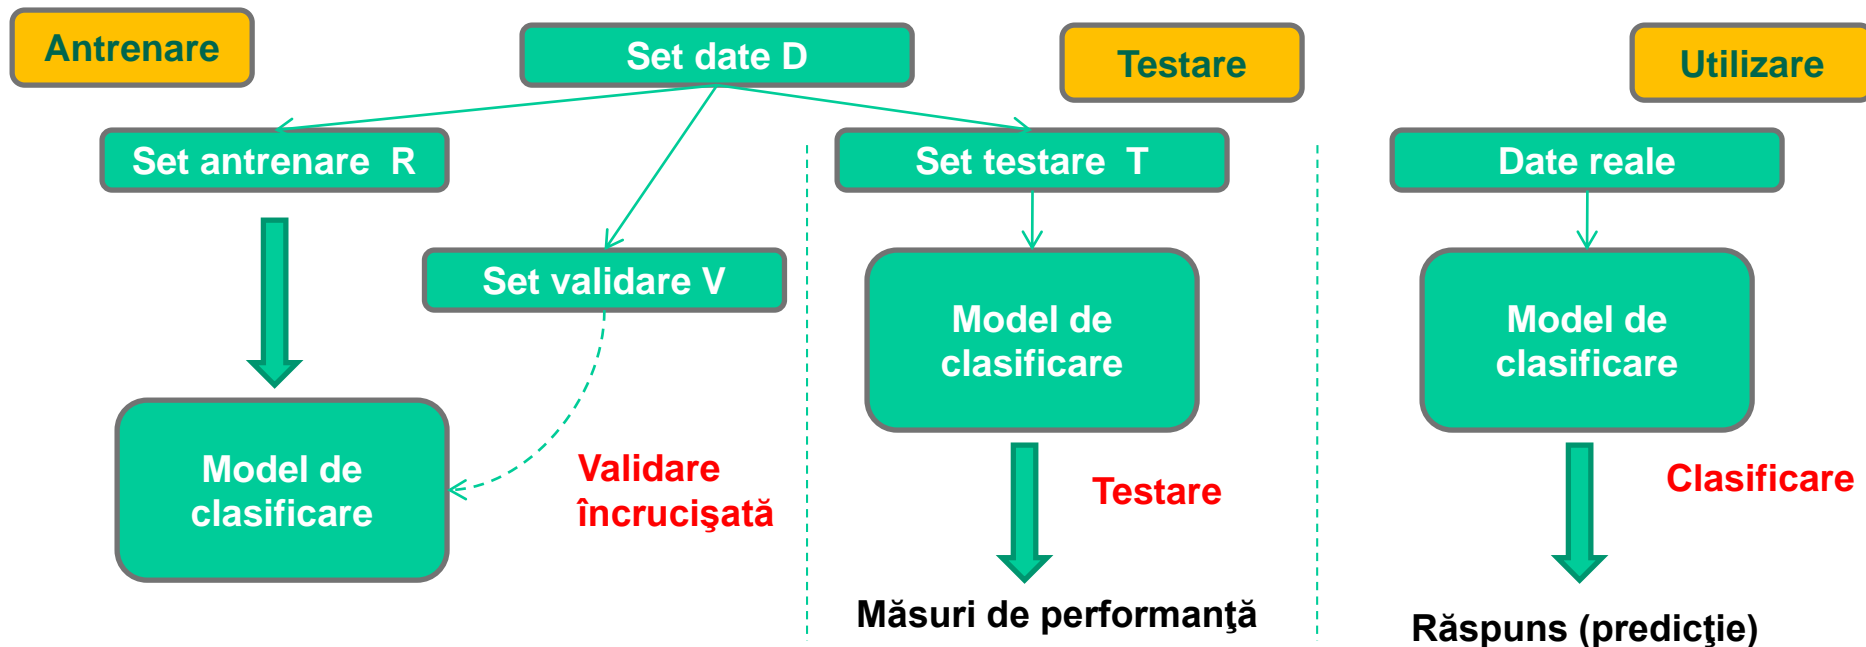 Antrenare
Set date D
Testare
Utilizare
Set antrenare R
Set testare T
Date reale
Set validare V
Model de
clasificare
Model de
clasificare
Model de
clasificare
Validare
încrucişată
Testare
Clasificare
Măsuri de performanţă
Răspuns (predicţie)